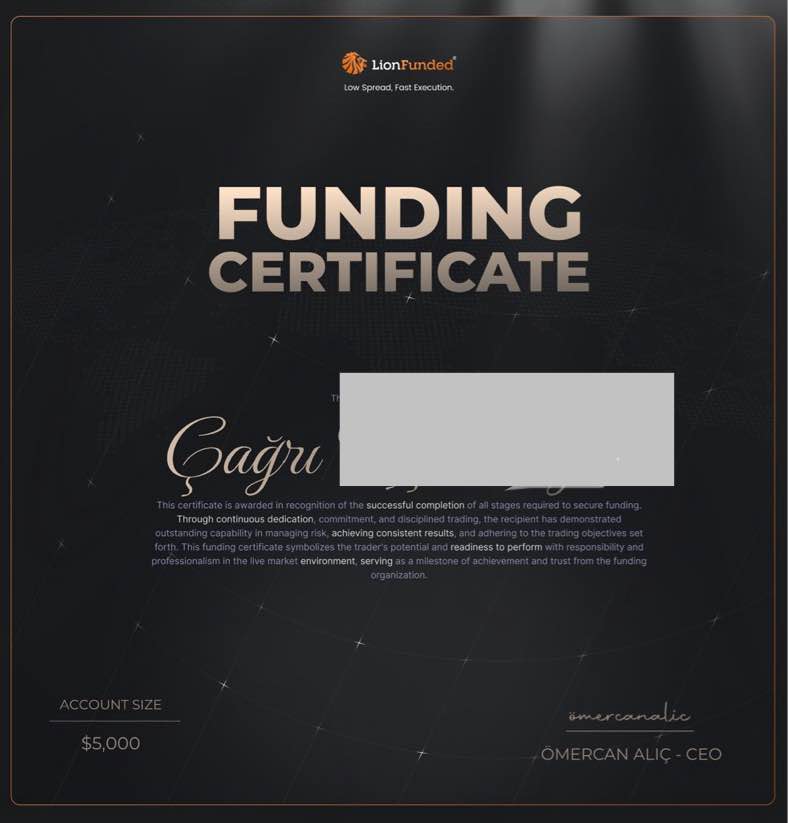 LionFunded®
Low Spread, Fast Execution.
FUNDING
CERTIFICATE
Çağrı
This certificate is awarded in recognition of the successful completion of all stages required to secure funding.
Through continuous dedication, commitment, and disciplined trading, the recipient has demonstrated
outstanding capability in managing risk, achieving consistent results, and adhering to the trading objectives set
forth. This funding certificate symbolizes the trader's potential and readiness to perform with responsibility and
professionalism in the live market environment, serving as a milestone of achievement and trust from the funding
organization.
ACCOUNT SIZE
$5,000
ömercanalic
ÖMERCAN ALIÇ - CEO